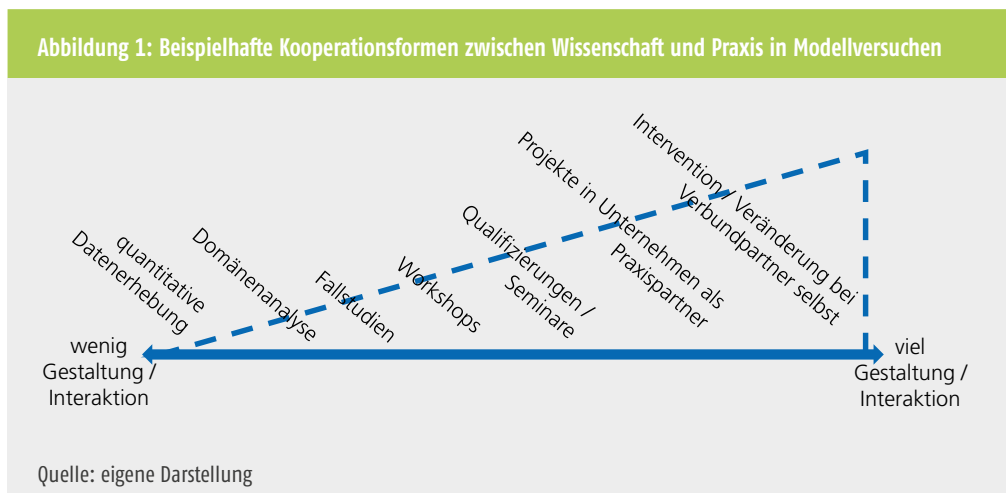 Abbildung 1: Beispielhafte Kooperationsformen zwischen Wissenschaft und Praxis in Modellversuchen
quantitative
Datenerhebung
Domänenanalyse
Fallstudien
Workshops
Qualifizierungen /
Seminare
Projekte in Unternehmen als
Praxispartner
Intervention / Veränderung bei
Verbundpartner selbst
wenig
Gestaltung /
Interaktion
viel
Gestaltung /
Interaktion
Quelle: eigene Darstellung